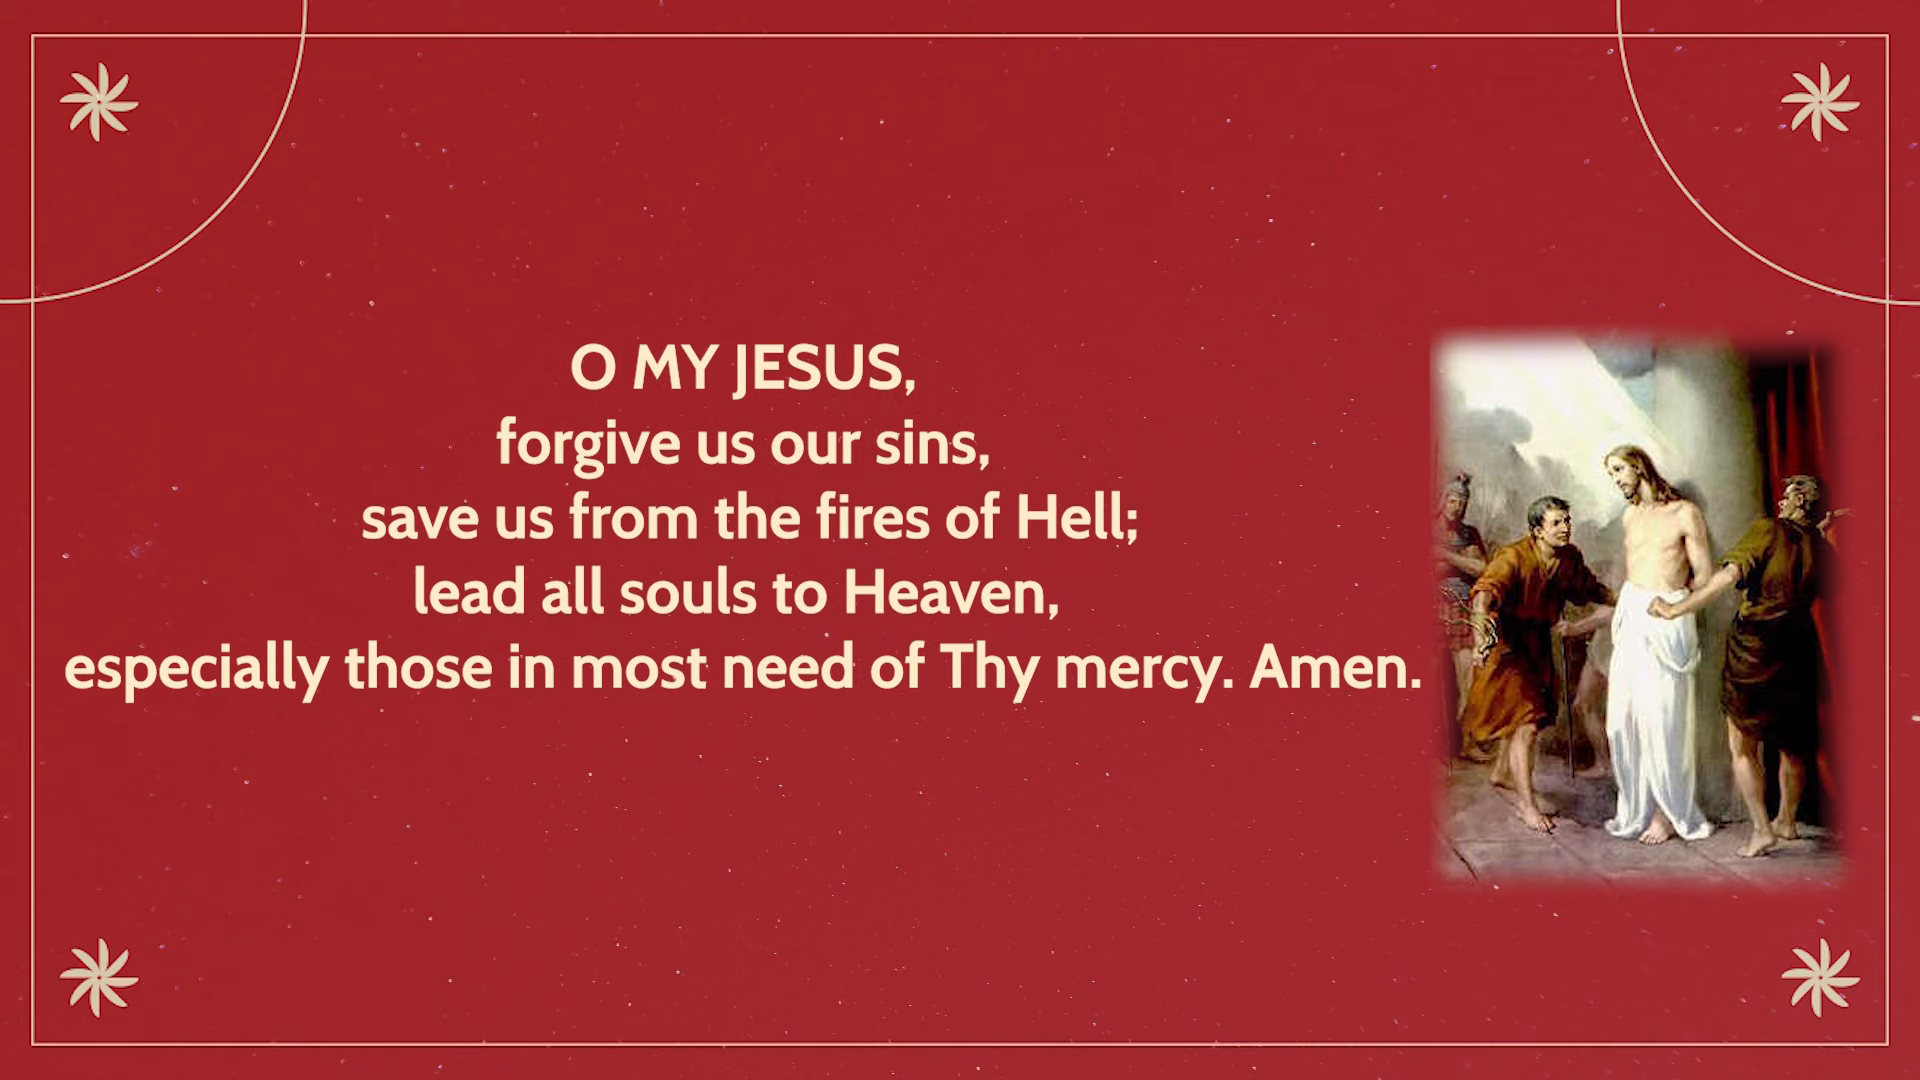 O MY JESUS,
forgive us our sins,
save us from the fires of Hell;
lead all souls to Heaven,
especially those in most need of Thy mercy. Amen.